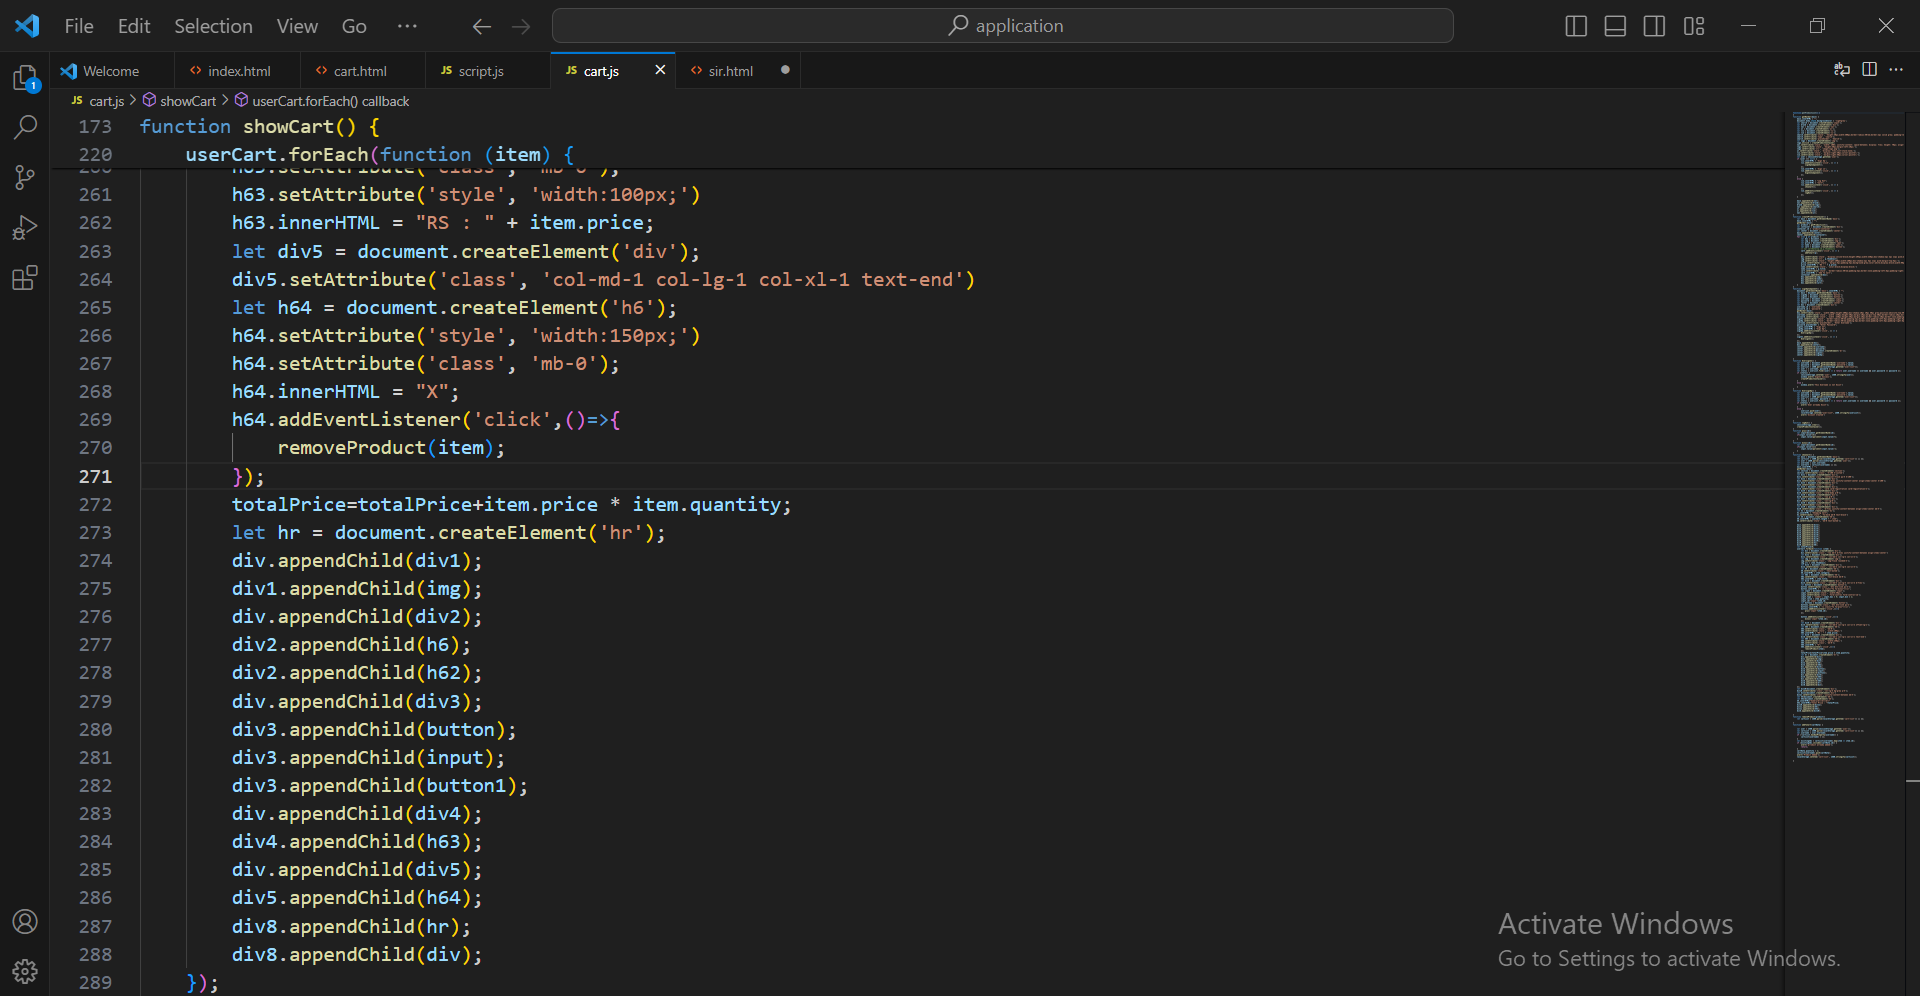 File Edit Selection View Go ··· application
Welcome index.html cart.html JS script.js JS cart.js sir.html
1
JS cart.js > showCart > userCart.forEach() callback
173 function showCart() {
220 userCart.forEach(function (item) {
261 h63.setAttribute('style', 'width:100px;')
262 h63.innerHTML = "RS : " + item.price;
263 let div5 = document.createElement('div');
264 div5.setAttribute('class', 'col-md-1 col-lg-1 col-xl-1 text-end')
265 let h64 = document.createElement('h6');
266 h64.setAttribute('style', 'width:150px;')
267 h64.setAttribute('class', 'mb-0');
268 h64.innerHTML = "X";
269 h64.addEventListener('click',()=>{
270 removeProduct(item);
271 });
272 totalPrice=totalPrice+item.price * item.quantity;
273 let hr = document.createElement('hr');
274 div.appendChild(div1);
275 div1.appendChild(img);
276 div.appendChild(div2);
277 div2.appendChild(h6);
278 div2.appendChild(h62);
279 div.appendChild(div3);
280 div3.appendChild(button);
281 div3.appendChild(input);
282 div3.appendChild(button1);
283 div.appendChild(div4);
284 div4.appendChild(h63);
285 div.appendChild(div5);
286 div5.appendChild(h64);
287 div8.appendChild(hr);
288 div8.appendChild(div);
289 });
Activate Windows
Go to Settings to activate Windows.